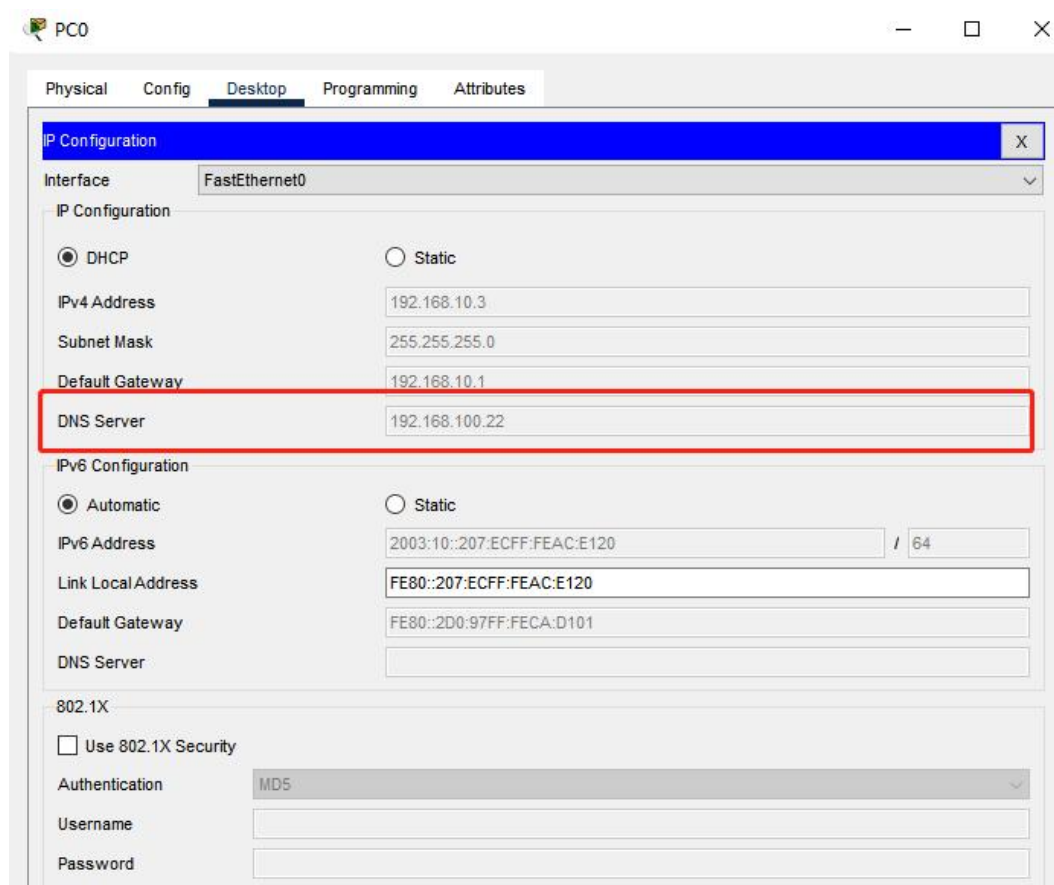 PC0
Physical Config Desktop Programming Attributes
IP Configuration X
Interface FastEthernet0
IP Configuration
DHCP Static
IPv4 Address 192.168.10.3
Subnet Mask 255.255.255.0
Default Gateway 192.168.10.1
DNS Server 192.168.100.22
IPv6 Configuration
Automatic Static
IPv6 Address 2003:10::207:ECFF:FEAC:E120 / 64
Link Local Address FE80::207:ECFF:FEAC:E120
Default Gateway FE80::2D0:97FF:FECA:D101
DNS Server
802.1X
Use 802.1X Security
Authentication MD5
Username
Password